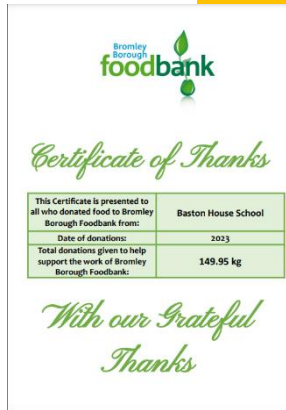 Bromley
Borough
foodbank
Certificate of Thanks
This Certificate is presented to
all who donated food to Bromley
Borough Foodbank from:
Baston House School
Date of donations:
2023
Total donations given to help
support the work of Bromley
Borough Foodbank:
149.95 kg
With our Grateful
Thanks